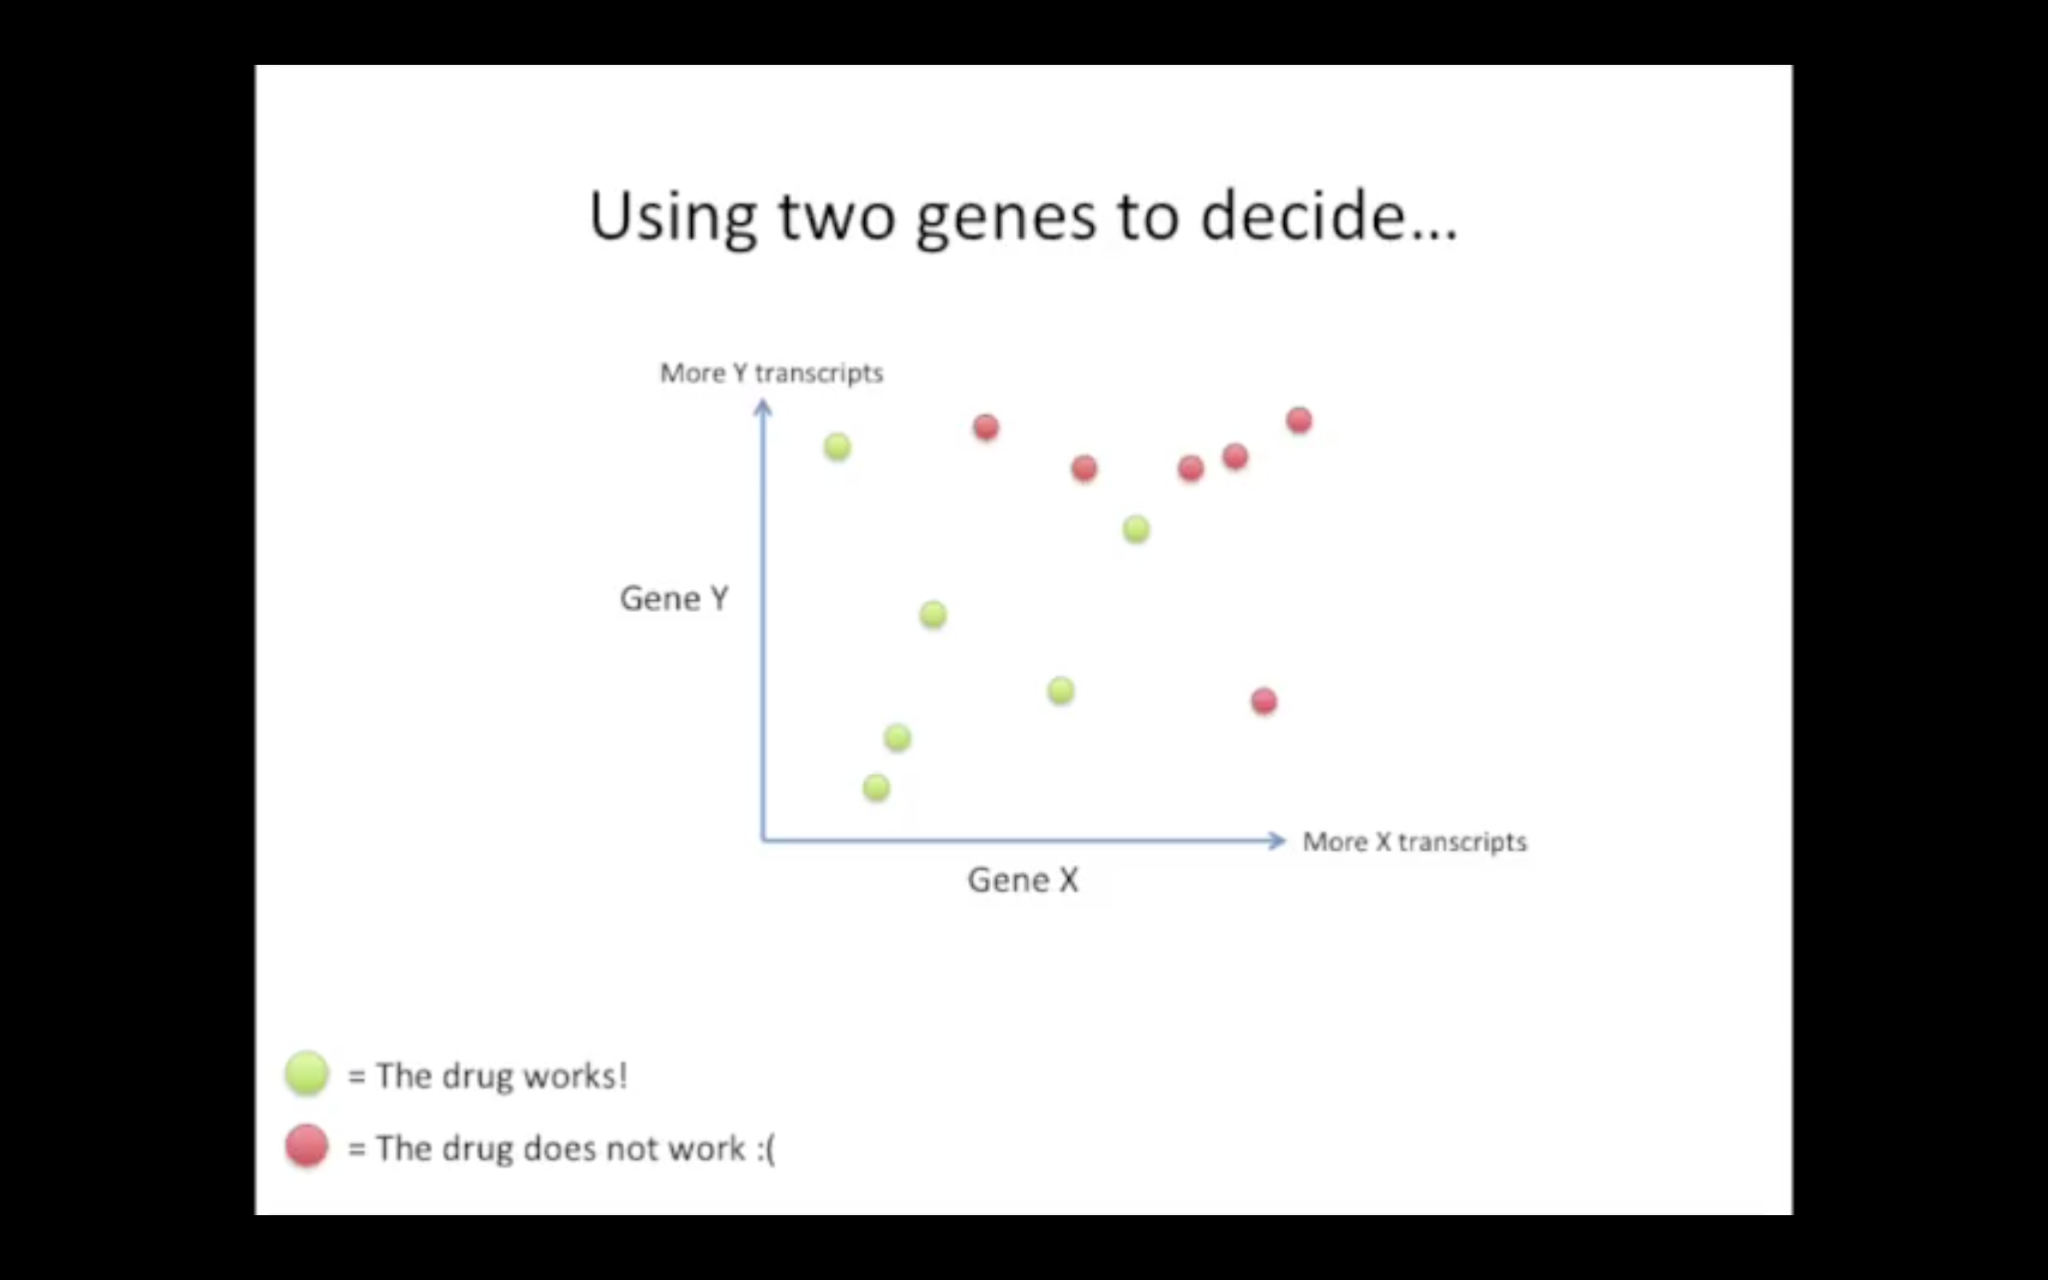 Using two genes to decide...
More Y transcripts
Gene Y
More X transcripts
Gene X
= The drug works!
= The drug does not work :(